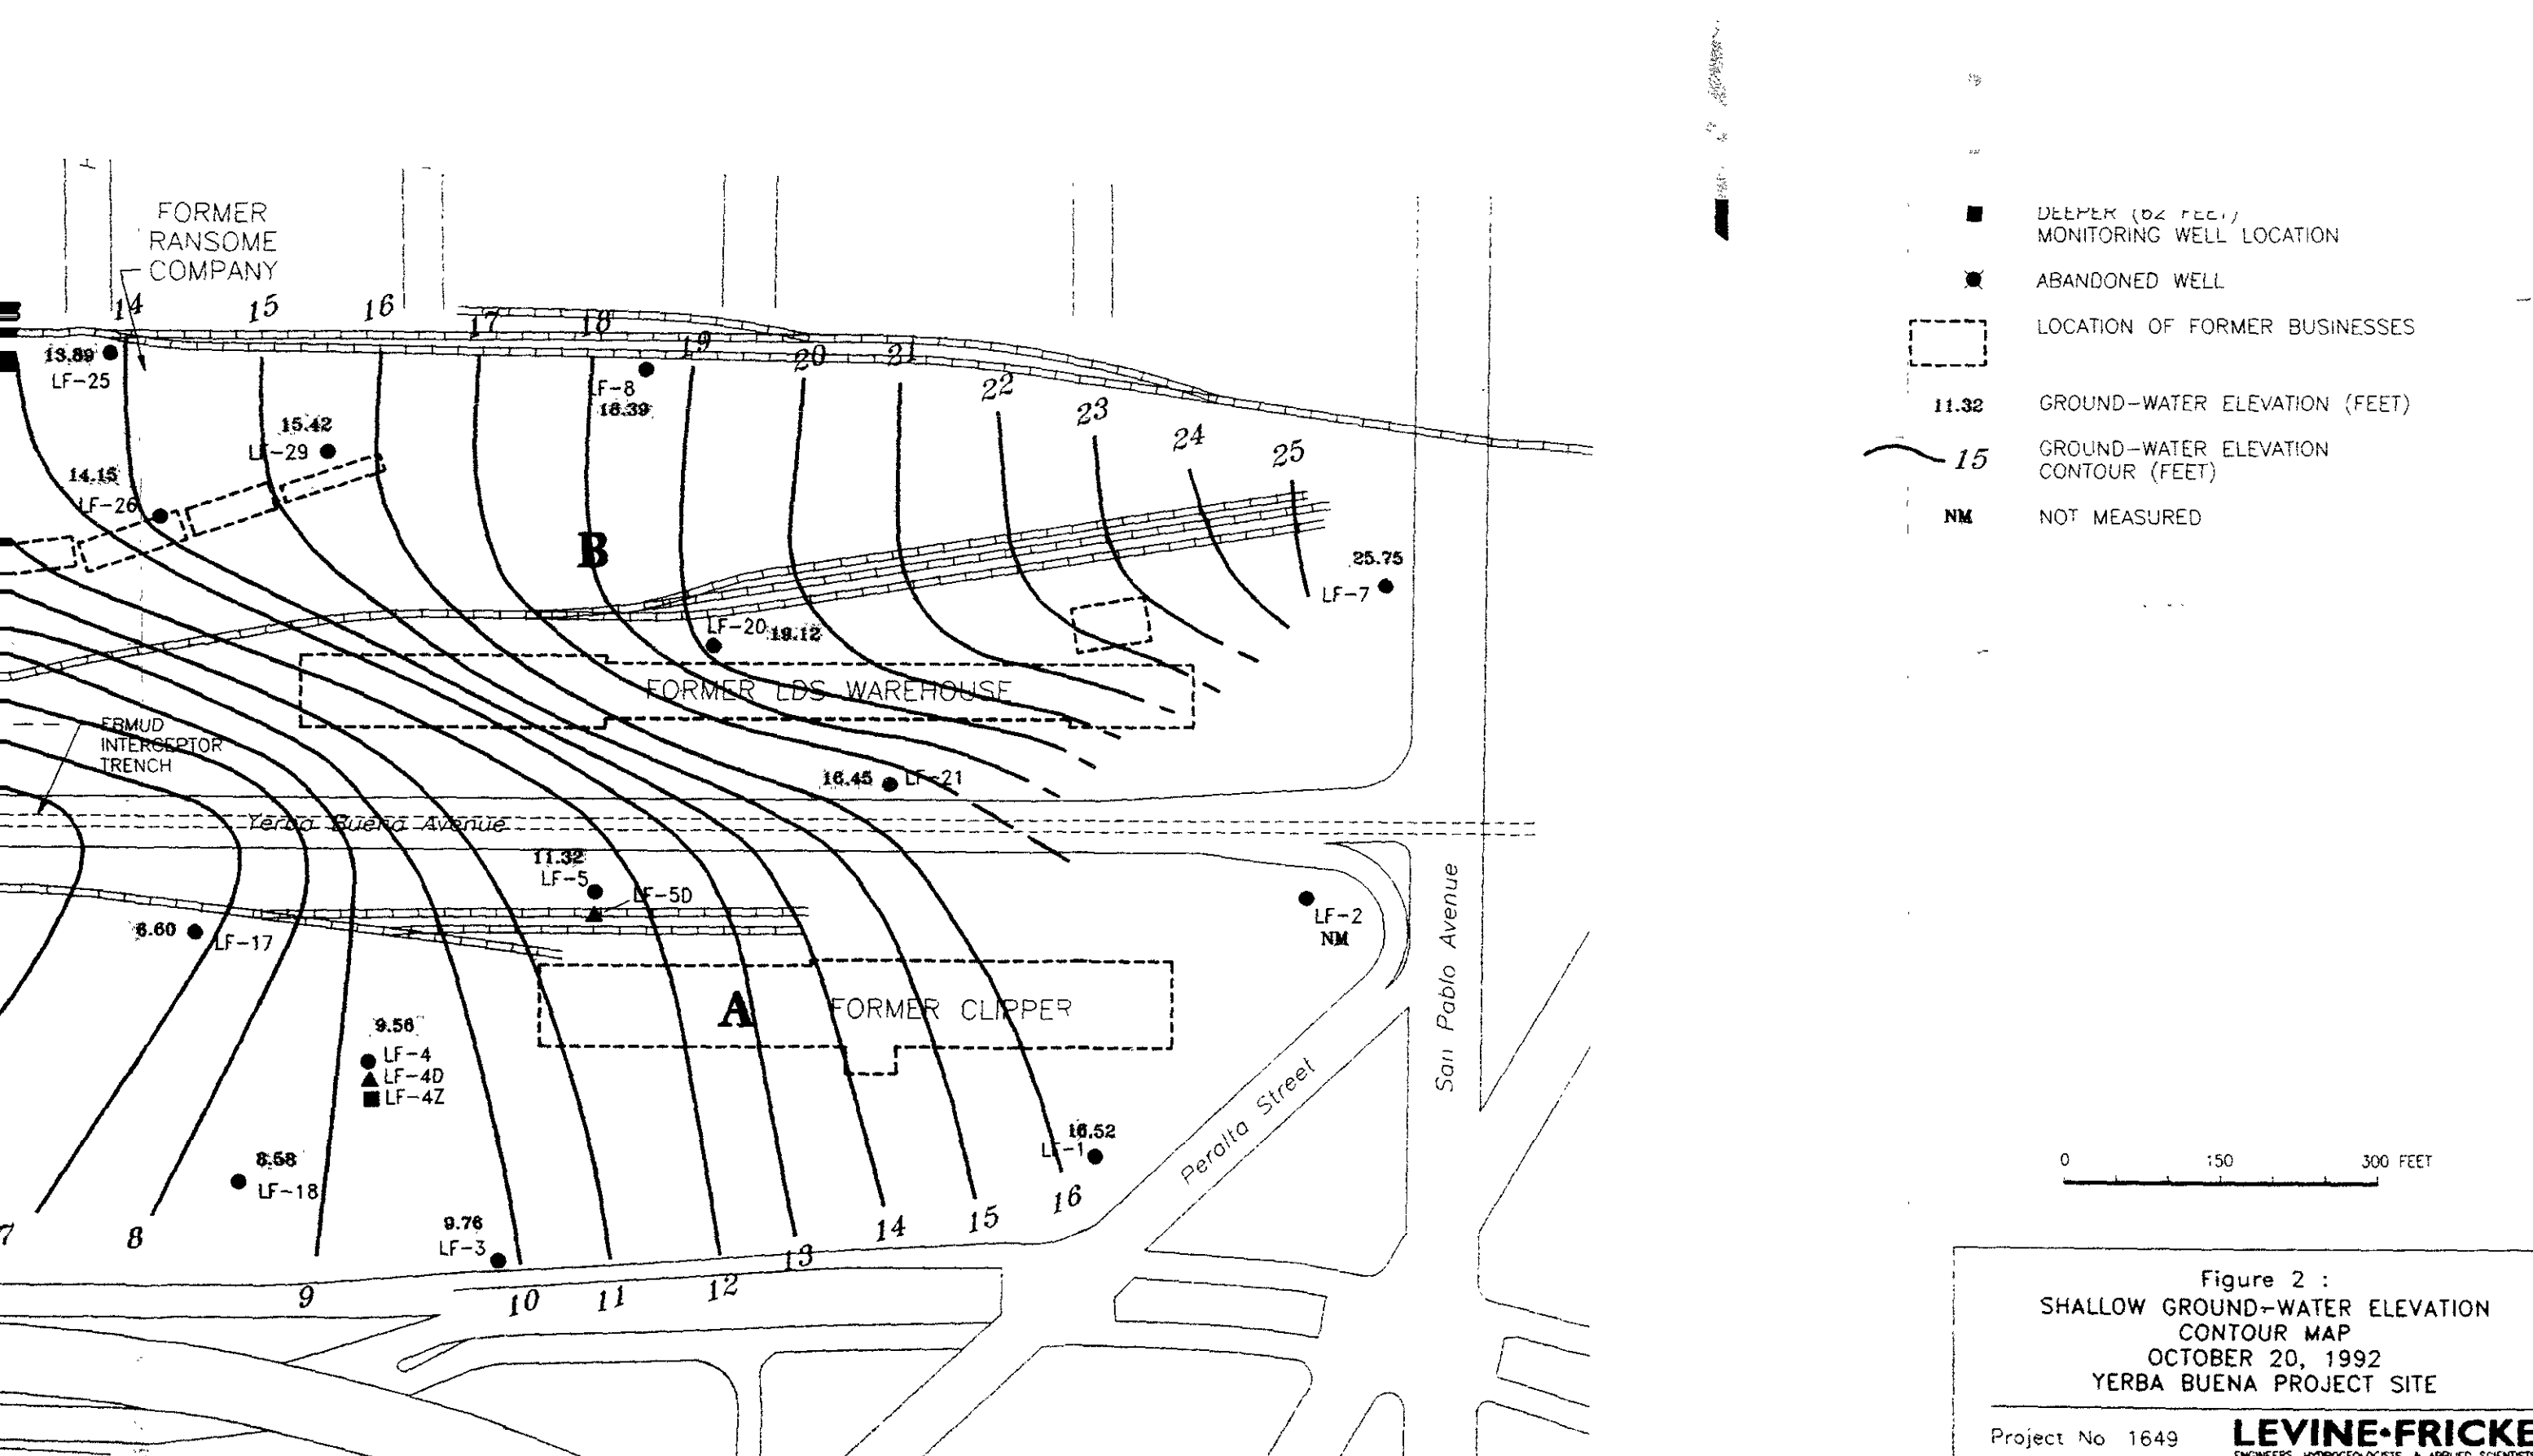 FORMER
RANSOME
COMPANY
14
15
16
17
18
19
20
21
22
23
24
25
13.89
LF-25
15.42
LF-29
14.15
LF-26
LF-8
18.39
B
25.75
LF-7
LF-20 19.12
FORMER LDS WAREHOUSE
EBMUD
INTERCEPTOR
TRENCH
16.45 LF-21
Yerba Buena Avenue
11.32
LF-5
LF-5D
LF-17
LF-2
NM
A
FORMER CLIPPER
9.56
LF-4
LF-4D
LF-4Z
San Pablo Avenue
Peralta Street
16.52
LF-1
8.58
LF-18
9.76
LF-3
7
8
9
10
11
12
13
14
15
16
DEEPER (62 FEET)
MONITORING WELL LOCATION
ABANDONED WELL
LOCATION OF FORMER BUSINESSES
11.32 GROUND-WATER ELEVATION (FEET)
15 GROUND-WATER ELEVATION
CONTOUR (FEET)
NM NOT MEASURED
0 150 300 FEET
Figure 2 :
SHALLOW GROUND-WATER ELEVATION
CONTOUR MAP
OCTOBER 20, 1992
YERBA BUENA PROJECT SITE
Project No 1649 LEVINE•FRICKE